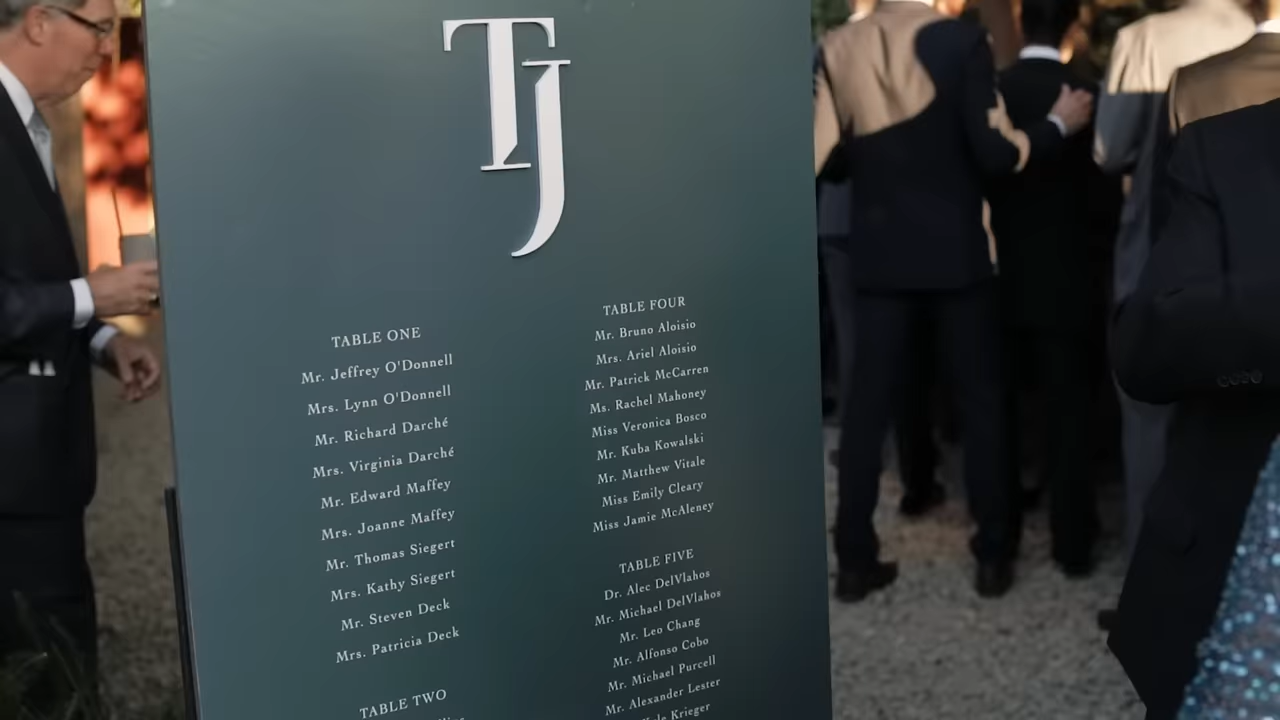 TJ
TABLE ONE
Mr. Jeffrey O'Donnell
Mrs. Lynn O'Donnell
Mr. Richard Darché
Mrs. Virginia Darché
Mr. Edward Maffey
Mrs. Joanne Maffey
Mr. Thomas Siegert
Mrs. Kathy Siegert
Mr. Steven Deck
Mrs. Patricia Deck
TABLE TWO
TABLE FOUR
Mr. Bruno Aloisio
Mrs. Ariel Aloisio
Mr. Patrick McCarren
Ms. Rachel Mahoney
Miss Veronica Bosco
Mr. Kuba Kowalski
Mr. Matthew Vitale
Miss Emily Cleary
Miss Jamie McAleney
TABLE FIVE
Dr. Alec DelVlahos
Mr. Michael DelVlahos
Mr. Leo Chang
Mr. Alfonso Cobo
Mr. Michael Purcell
Mr. Alexander Lester
Krieger